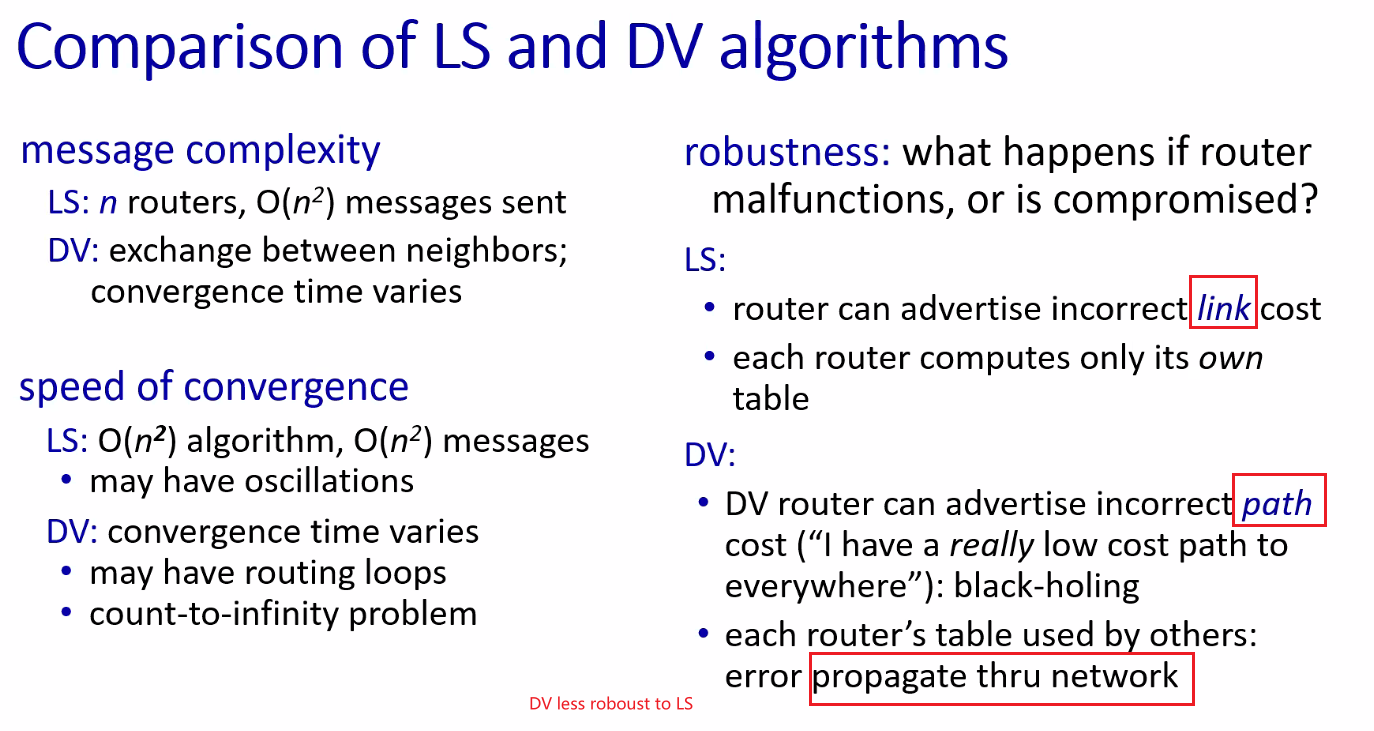 Comparison of LS and DV algorithms
message complexity
LS: n routers, O(n²) messages sent
DV: exchange between neighbors;
convergence time varies
speed of convergence
LS: O(n²) algorithm, O(n²) messages
• may have oscillations
DV: convergence time varies
• may have routing loops
• count-to-infinity problem
robustness: what happens if router
malfunctions, or is compromised?
LS:
• router can advertise incorrect link cost
• each router computes only its own
table
DV:
• DV router can advertise incorrect path
cost (“I have a really low cost path to
everywhere”): black-holing
• each router’s table used by others:
error propagate thru network
DV less roboust to LS